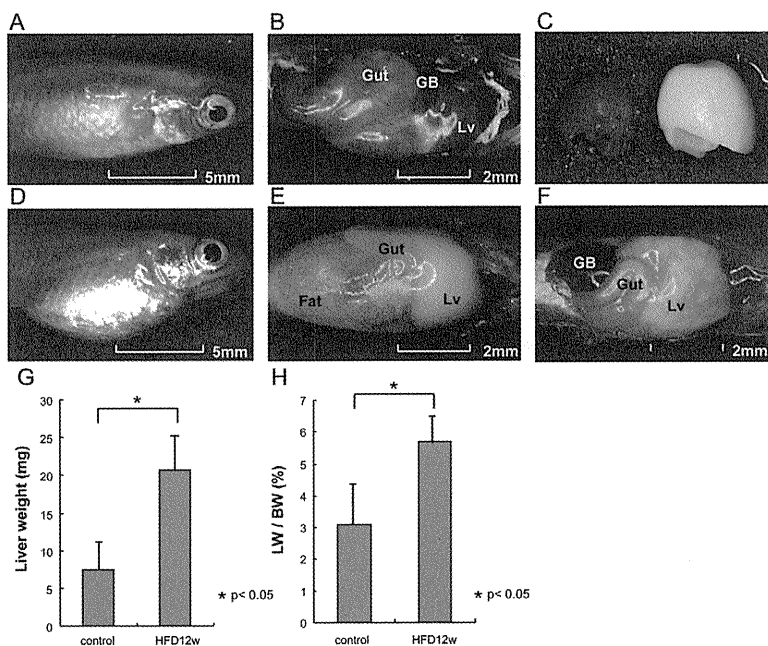 A
B
C
Gut
GB
Lv
5mm
2mm
D
E
F
Gut
Fat
Lv
GB
Gut
Lv
5mm
2mm
2mm
G
H
30
25
20
15
10
5
0
Liver weight (mg)
*
control
HFD12w
* p< 0.05
7
6
5
4
3
2
1
0
LW / BW (%)
*
control
HFD12w
* p< 0.05